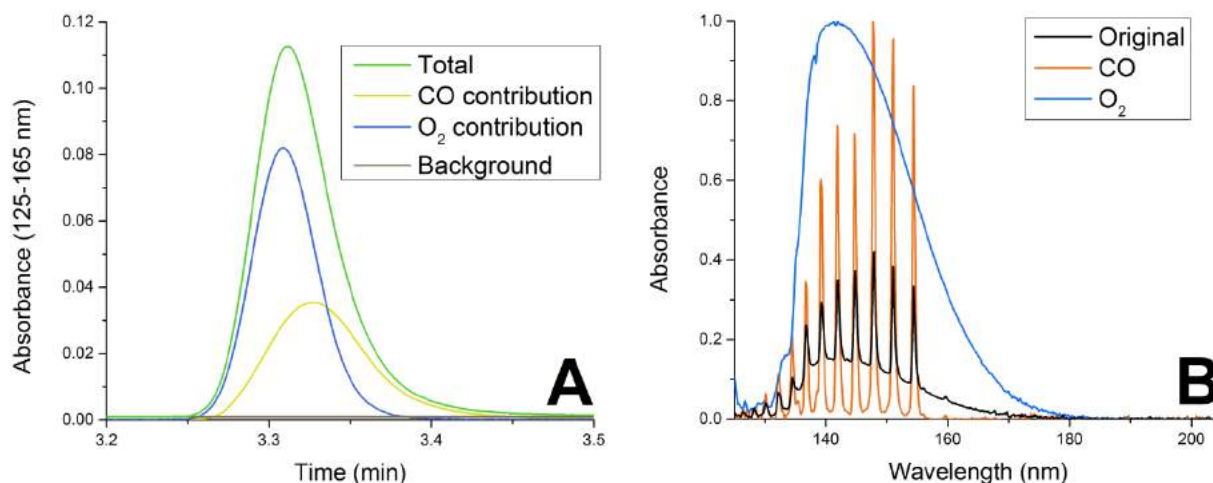 0.12
0.10
0.08
0.06
0.04
0.02
0.00
Absorbance (125-165 nm)
Total
CO contribution
O₂ contribution
Background
A
3.2
3.3
3.4
3.5
Time (min)
1.0
0.8
0.6
0.4
0.2
0.0
Absorbance
Original
CO
O₂
B
140
160
180
200
Wavelength (nm)